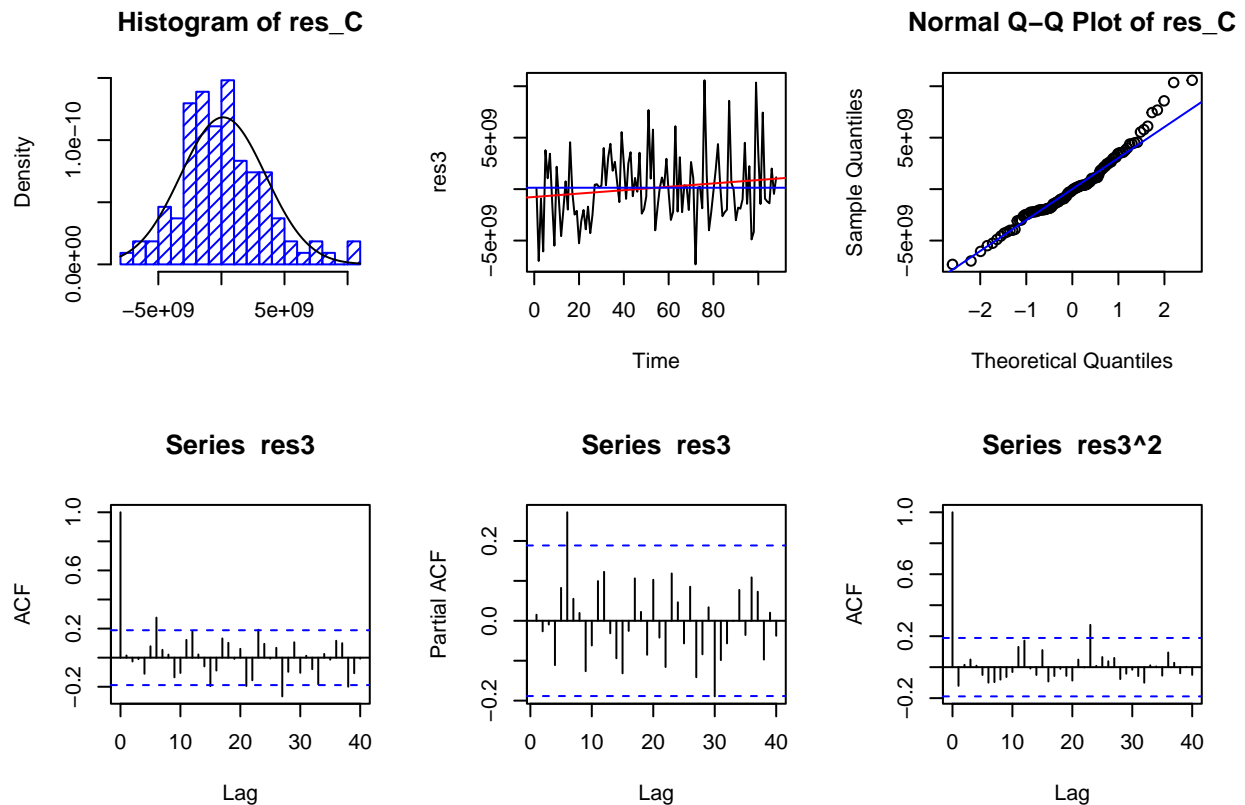 Histogram of res_C
Density
0.0e+00
1.0e-10
−5e+09
5e+09
res3
−5e+09
5e+09
0
20
40
60
80
Time
Normal Q−Q Plot of res_C
Sample Quantiles
−5e+09
5e+09
−2
−1
0
1
2
Theoretical Quantiles
Series res3
ACF
−0.2
0.2
0.6
1.0
0
10
20
30
40
Lag
Series res3
Partial ACF
−0.2
0.0
0.2
0
10
20
30
40
Lag
Series res3^2
ACF
−0.2
0.2
0.6
1.0
0
10
20
30
40
Lag